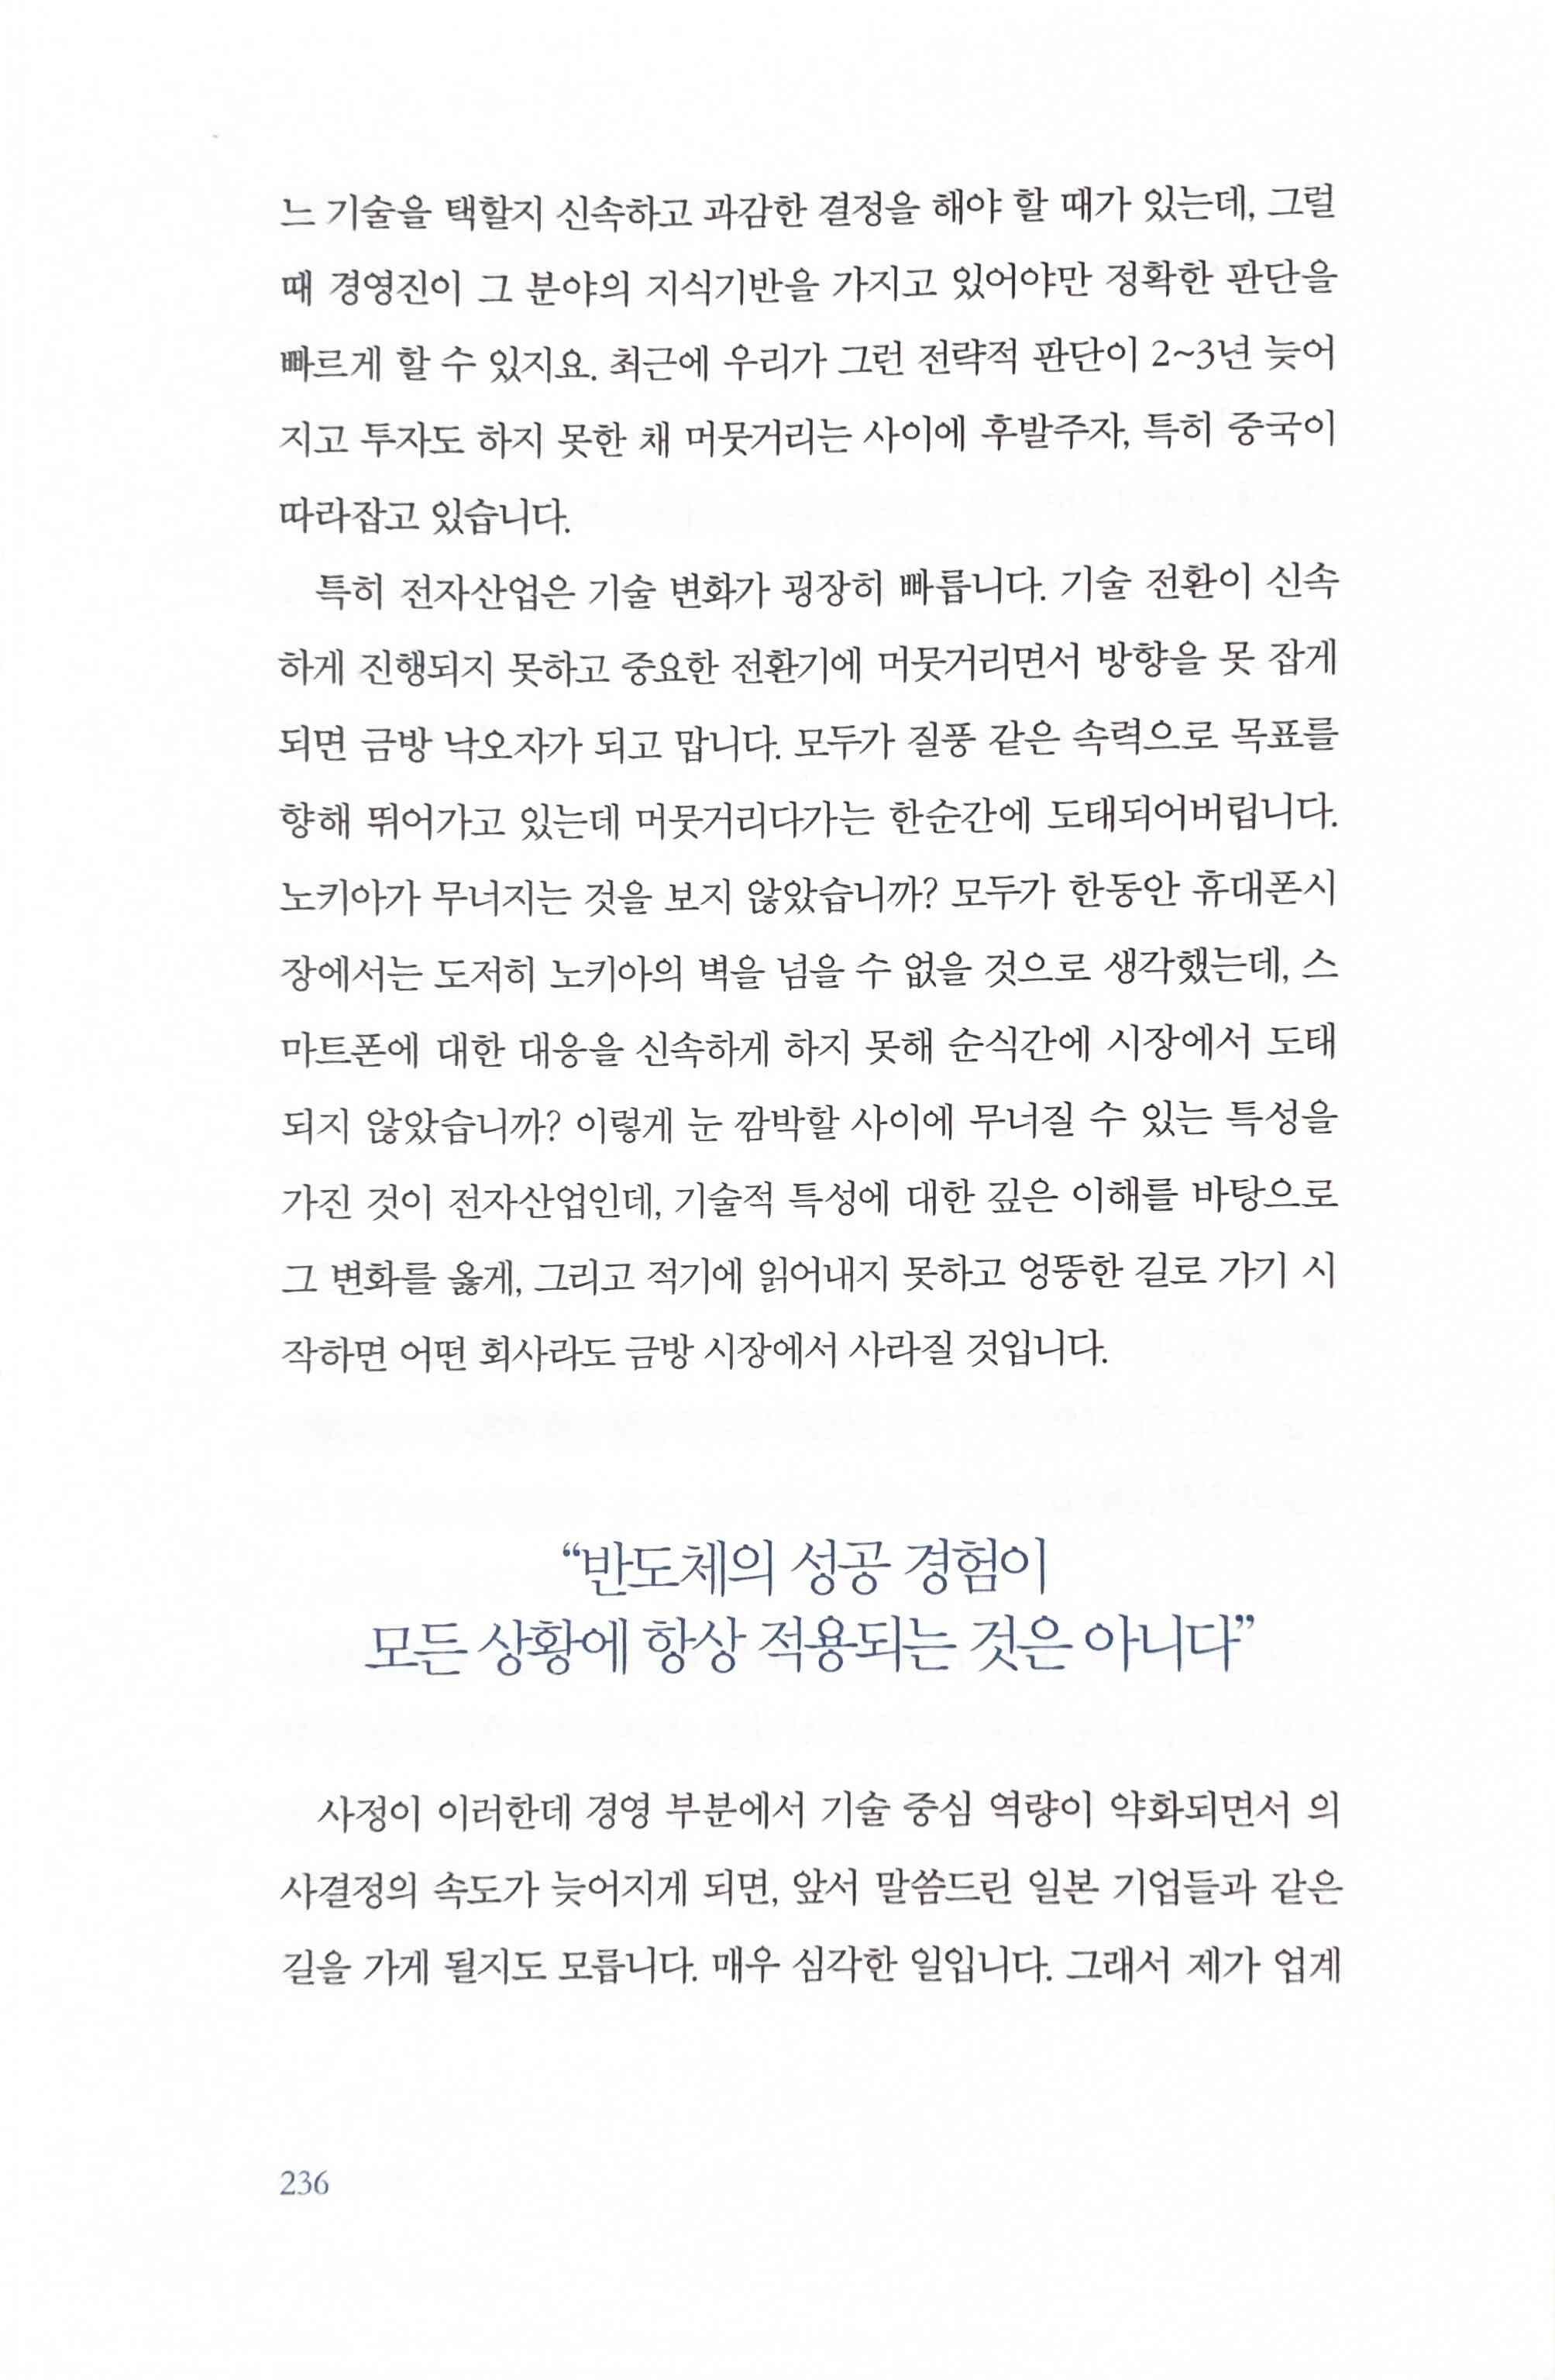 느 기술을 택할지 신속하고 과감한 결정을 해야 할 때가 있는데, 그럴
때 경영진이 그 분야의 지식기반을 가지고 있어야만 정확한 판단을
빠르게 할 수 있지요. 최근에 우리가 그런 전략적 판단이 2~3년 늦어
지고 투자도 하지 못한 채 머뭇거리는 사이에 후발주자, 특히 중국이
따라잡고 있습니다.
특히 전자산업은 기술 변화가 굉장히 빠릅니다. 기술 전환이 신속
하게 진행되지 못하고 중요한 전환기에 머뭇거리면서 방향을 못 잡게
되면 금방 낙오자가 되고 맙니다. 모두가 질풍 같은 속력으로 목표를
향해 뛰어가고 있는데 머뭇거리다가는 한순간에 도태되어버립니다.
노키아가 무너지는 것을 보지 않았습니까? 모두가 한동안 휴대폰시
장에서는 도저히 노키아의 벽을 넘을 수 없을 것으로 생각했는데, 스
마트폰에 대한 대응을 신속하게 하지 못해 순식간에 시장에서 도태
되지 않았습니까? 이렇게 눈 깜박할 사이에 무너질 수 있는 특성을
가진 것이 전자산업인데, 기술적 특성에 대한 깊은 이해를 바탕으로
그 변화를 옳게, 그리고 적기에 읽어내지 못하고 엉뚱한 길로 가기 시
작하면 어떤 회사라도 금방 시장에서 사라질 것입니다.
“반도체의 성공 경험이
모든 상황에 항상 적용되는 것은 아니다”
사정이 이러한데 경영 부분에서 기술 중심 역량이 약화되면서 의
사결정의 속도가 늦어지게 되면, 앞서 말씀드린 일본 기업들과 같은
길을 가게 될지도 모릅니다. 매우 심각한 일입니다. 그래서 제가 업계
236